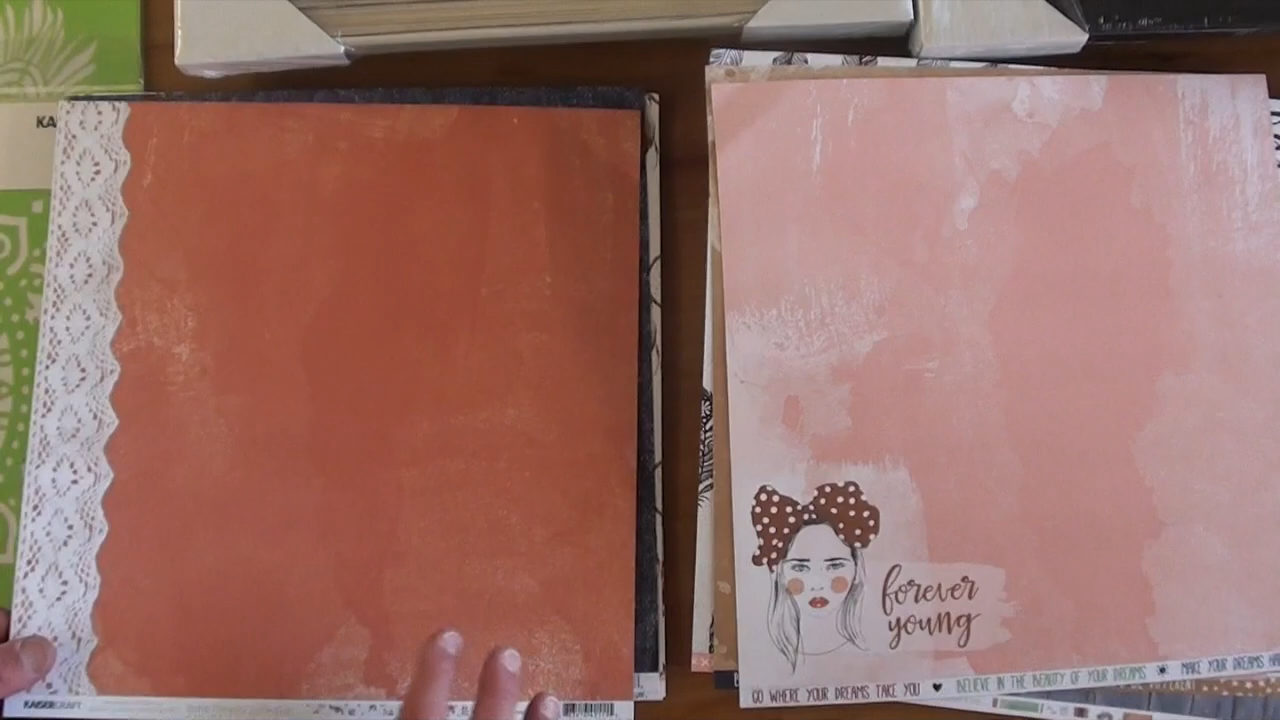 KA
forever
young
GO WHERE YOUR DREAMS TAKE YOU ♥ BELIEVE IN THE BEAUTY OF YOUR DREAMS ☀ MAKE YOUR DREAMS
KAISERCRAFT